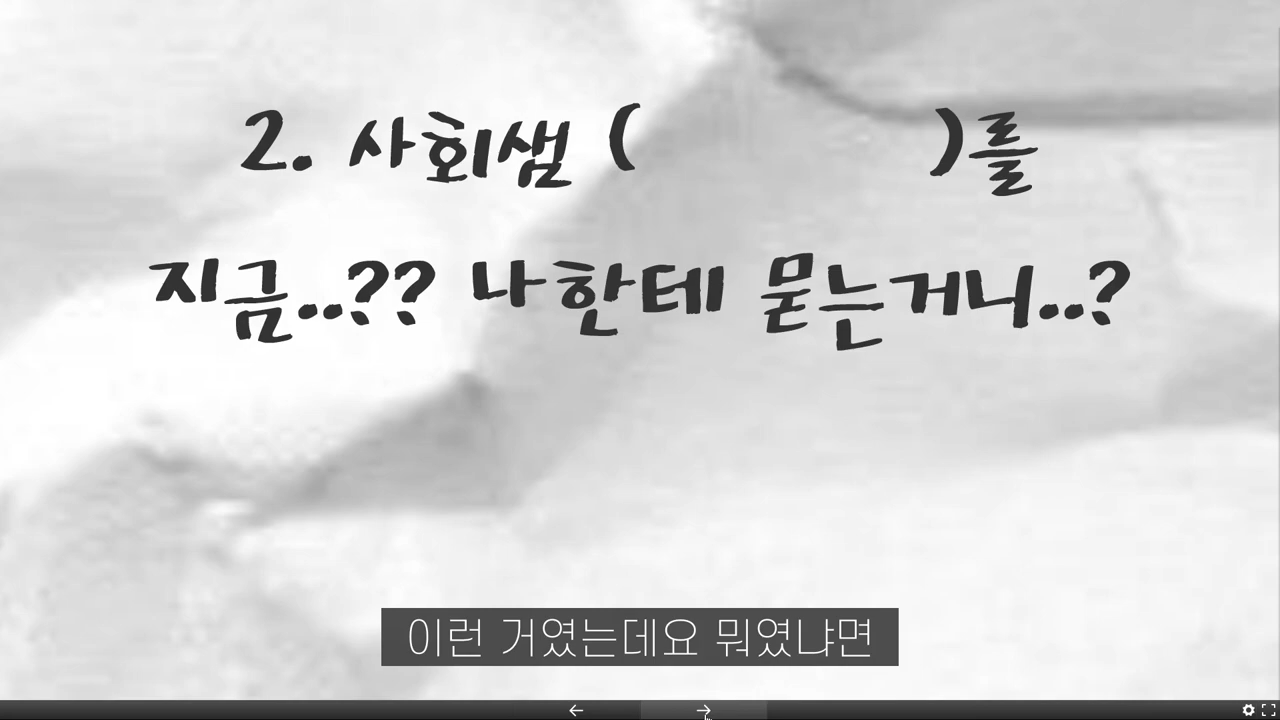 2. 사회샘 ( )를
지금..?? 나한테 묻는거니..?
이런 거였는데요 뭐였냐면